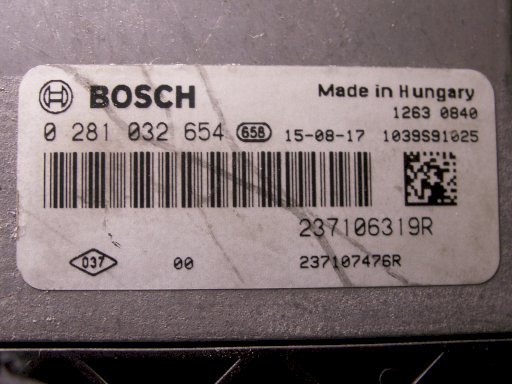 BOSCH Made in Hungary
1263 0840
0 281 032 654 658 15-08-17 1039S91025
237106319R
037 00 237107476R